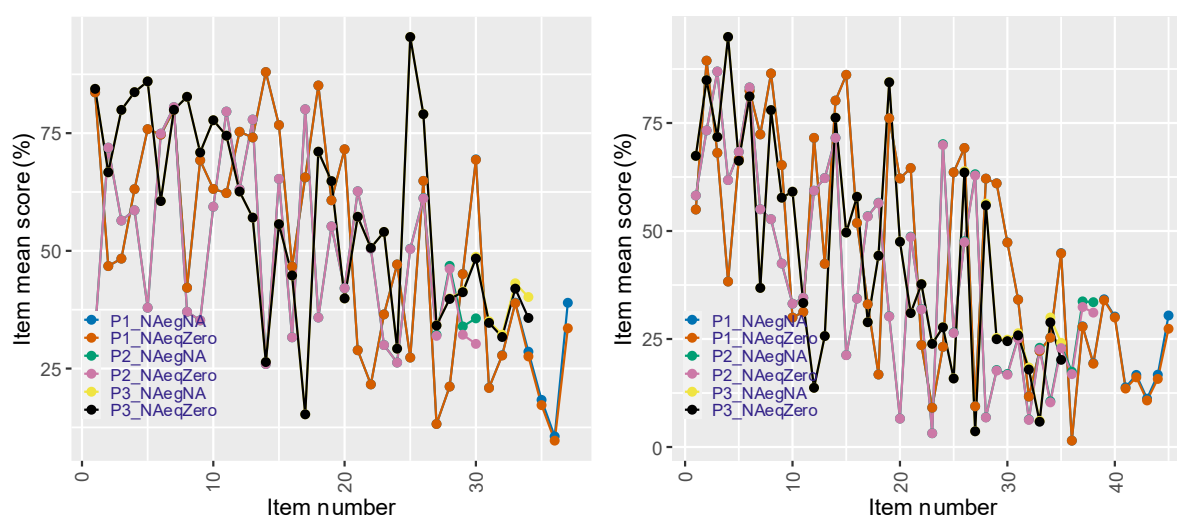 75
50
25
Item mean score (%)
P1_NAegNA
P1_NAeqZero
P2_NAegNA
P2_NAeqZero
P3_NAegNA
P3_NAeqZero
0
10
20
30
Item number
75
50
25
0
Item mean score (%)
P1_NAegNA
P1_NAeqZero
P2_NAegNA
P2_NAeqZero
P3_NAegNA
P3_NAeqZero
0
10
20
30
40
Item number